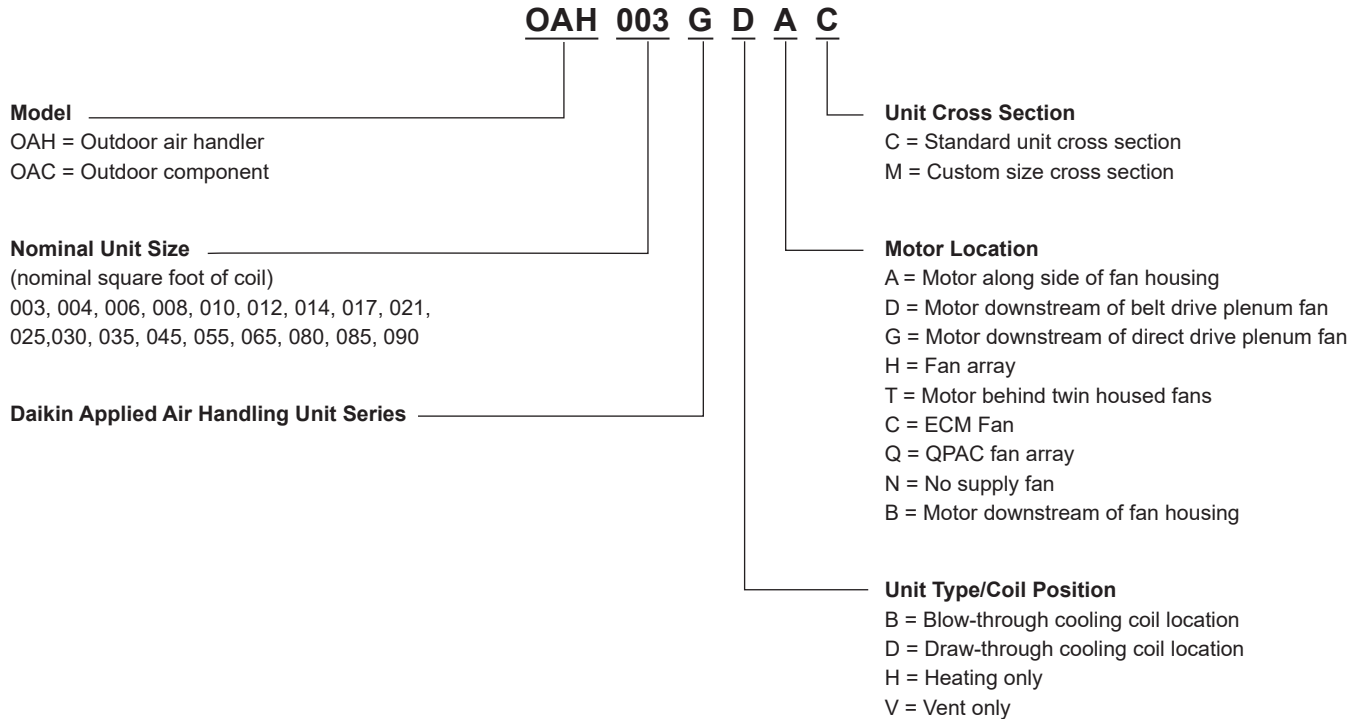 OAH 003 G D A C
Model
OAH = Outdoor air handler
OAC = Outdoor component
Nominal Unit Size
(nominal square foot of coil)
003, 004, 006, 008, 010, 012, 014, 017, 021,
025,030, 035, 045, 055, 065, 080, 085, 090
Daikin Applied Air Handling Unit Series
Unit Cross Section
C = Standard unit cross section
M = Custom size cross section
Motor Location
A = Motor along side of fan housing
D = Motor downstream of belt drive plenum fan
G = Motor downstream of direct drive plenum fan
H = Fan array
T = Motor behind twin housed fans
C = ECM Fan
Q = QPAC fan array
N = No supply fan
B = Motor downstream of fan housing
Unit Type/Coil Position
B = Blow-through cooling coil location
D = Draw-through cooling coil location
H = Heating only
V = Vent only